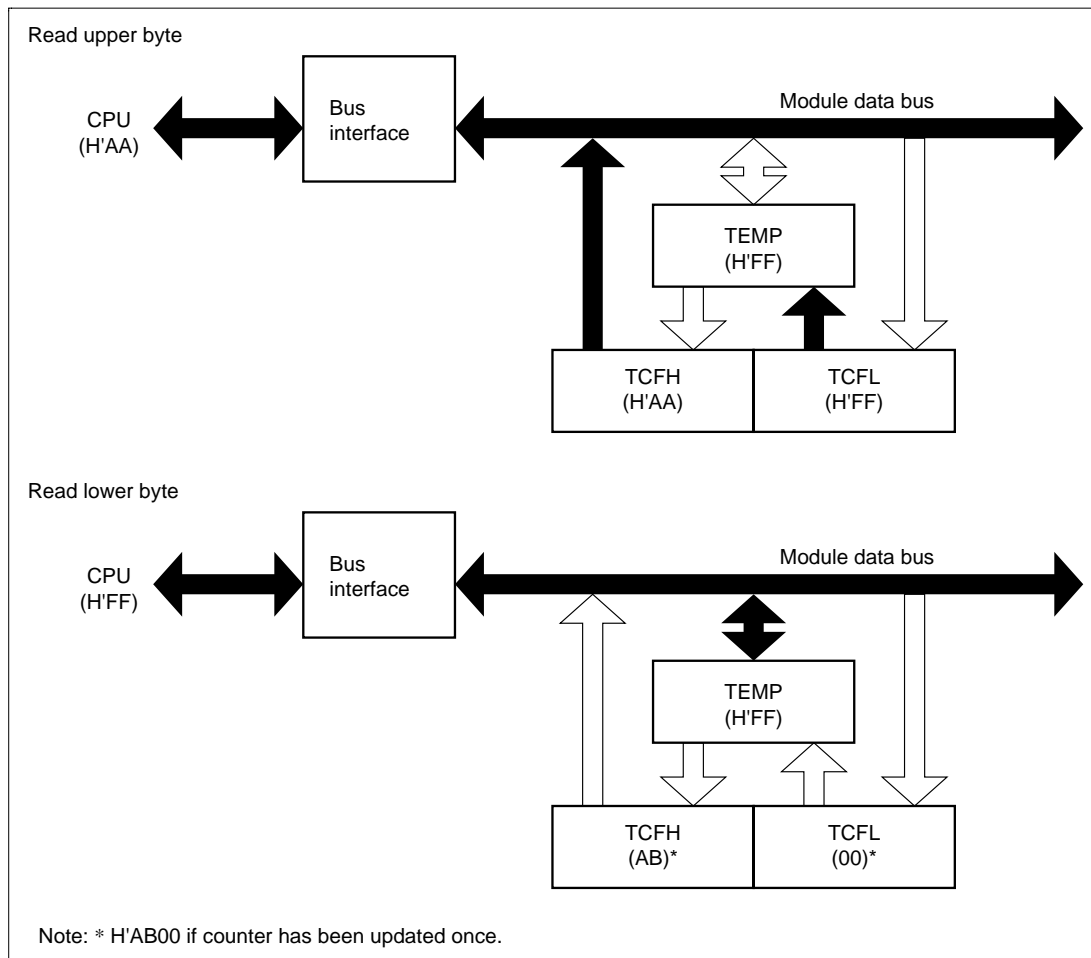 Read upper byte
CPU
(H'AA)
Bus
interface
Module data bus
TEMP
(H'FF)
TCFH
(H'AA)
TCFL
(H'FF)
Read lower byte
CPU
(H'FF)
Bus
interface
Module data bus
TEMP
(H'FF)
TCFH
(AB)*
TCFL
(00)*
Note: * H'AB00 if counter has been updated once.